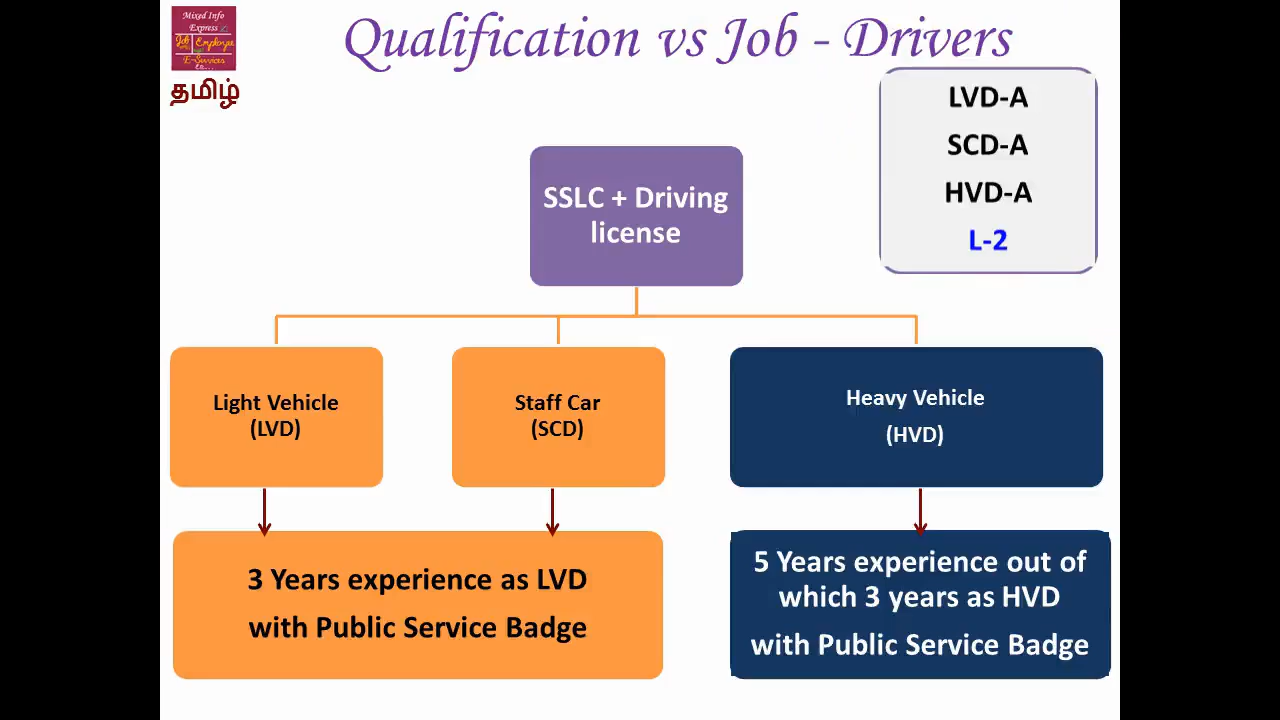 Mixed Info
Express
Job Employee
E-Services
தமிழ்
Qualification vs Job - Drivers
LVD-A
SCD-A
HVD-A
L-2
SSLC + Driving
license
Light Vehicle
(LVD)
Staff Car
(SCD)
Heavy Vehicle
(HVD)
3 Years experience as LVD
with Public Service Badge
5 Years experience out of
which 3 years as HVD
with Public Service Badge